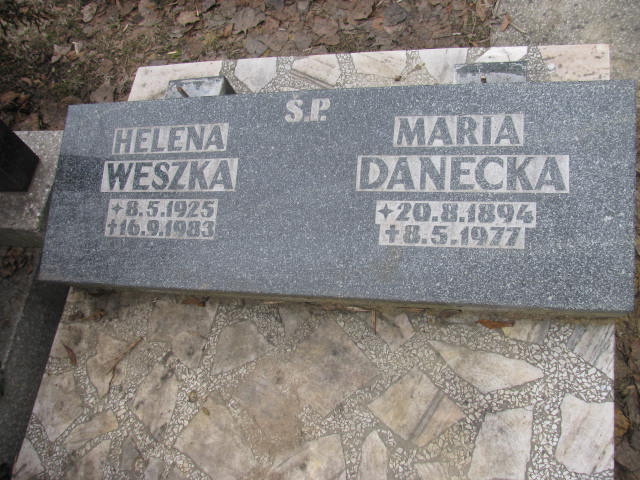 Ś.P.
HELENA
WESZKA
✦8.5.1925
✝16.9.1983
MARIA
DANECKA
✦20.8.1894
✝8.5.1977